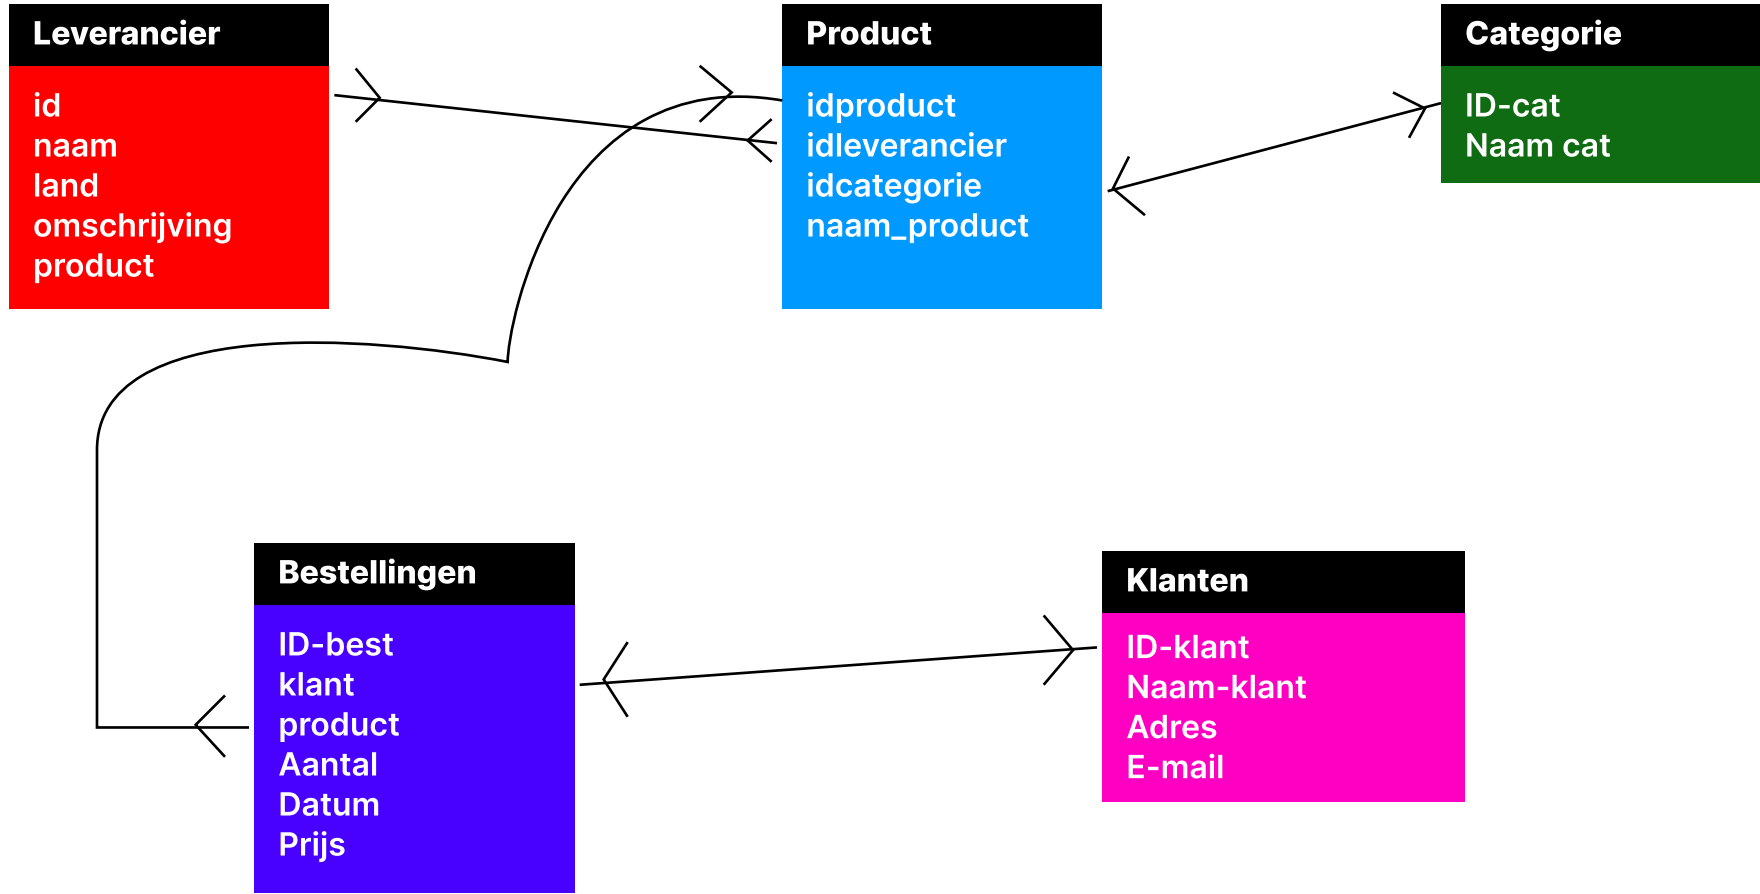 Leverancier
id
naam
land
omschrijving
product
Product
idproduct
idleverancier
idcategorie
naam_product
Categorie
ID-cat
Naam cat
Bestellingen
ID-best
klant
product
Aantal
Datum
Prijs
Klanten
ID-klant
Naam-klant
Adres
E-mail